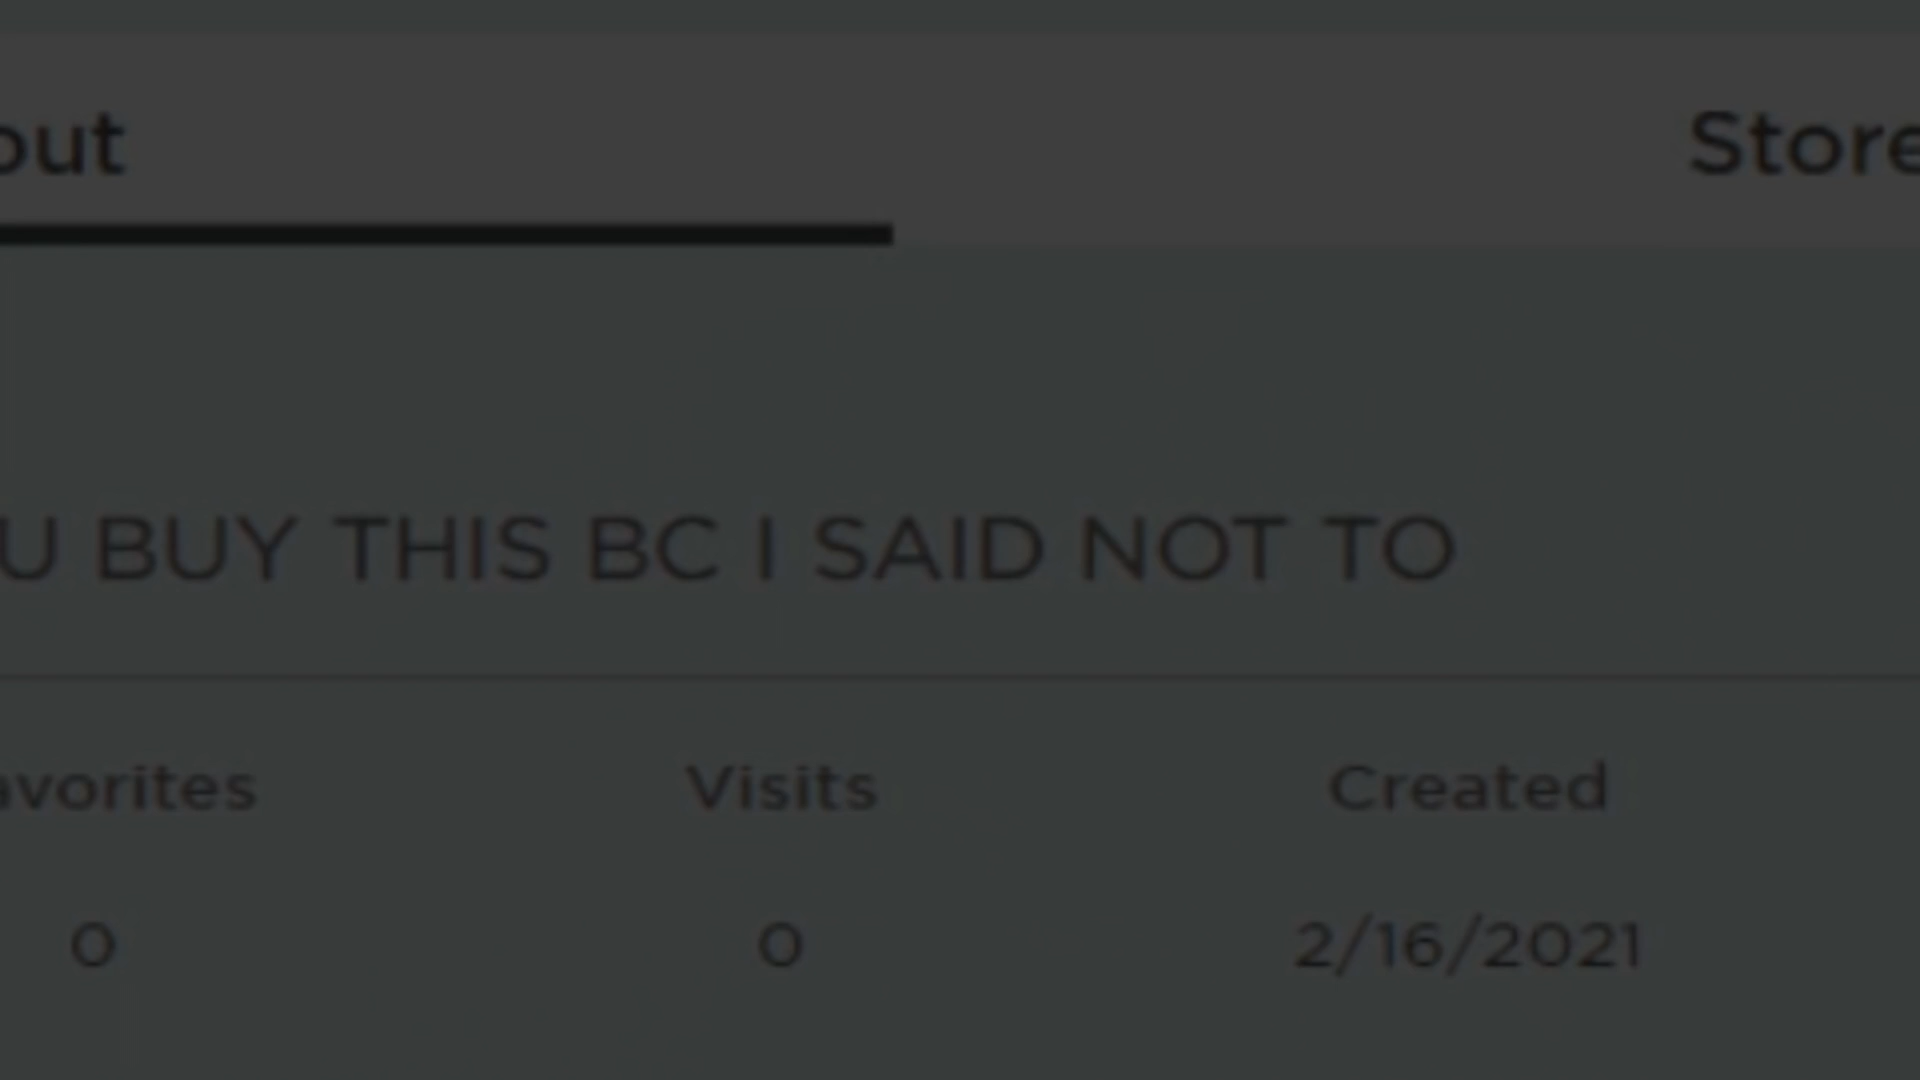 out Store
U BUY THIS BC I SAID NOT TO
avorites Visits Created
0 0 2/16/2021